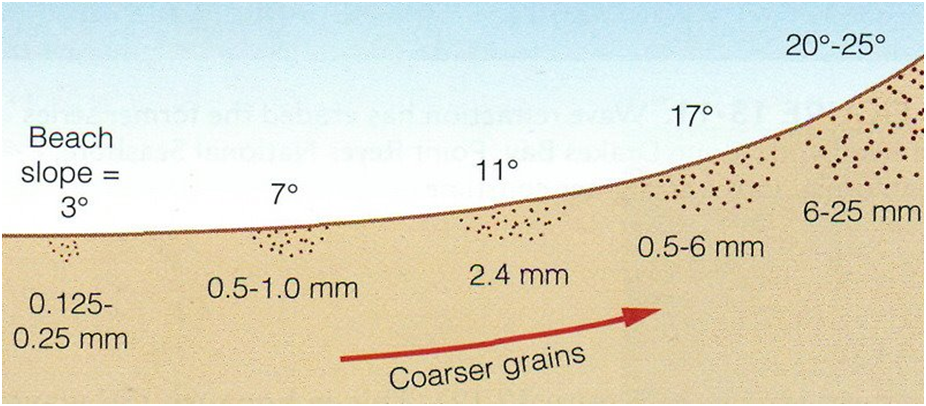 20°-25°
17°
Beach
slope =
3°
7°
11°
6-25 mm
0.5-6 mm
2.4 mm
0.5-1.0 mm
0.125-
0.25 mm
Coarser grains